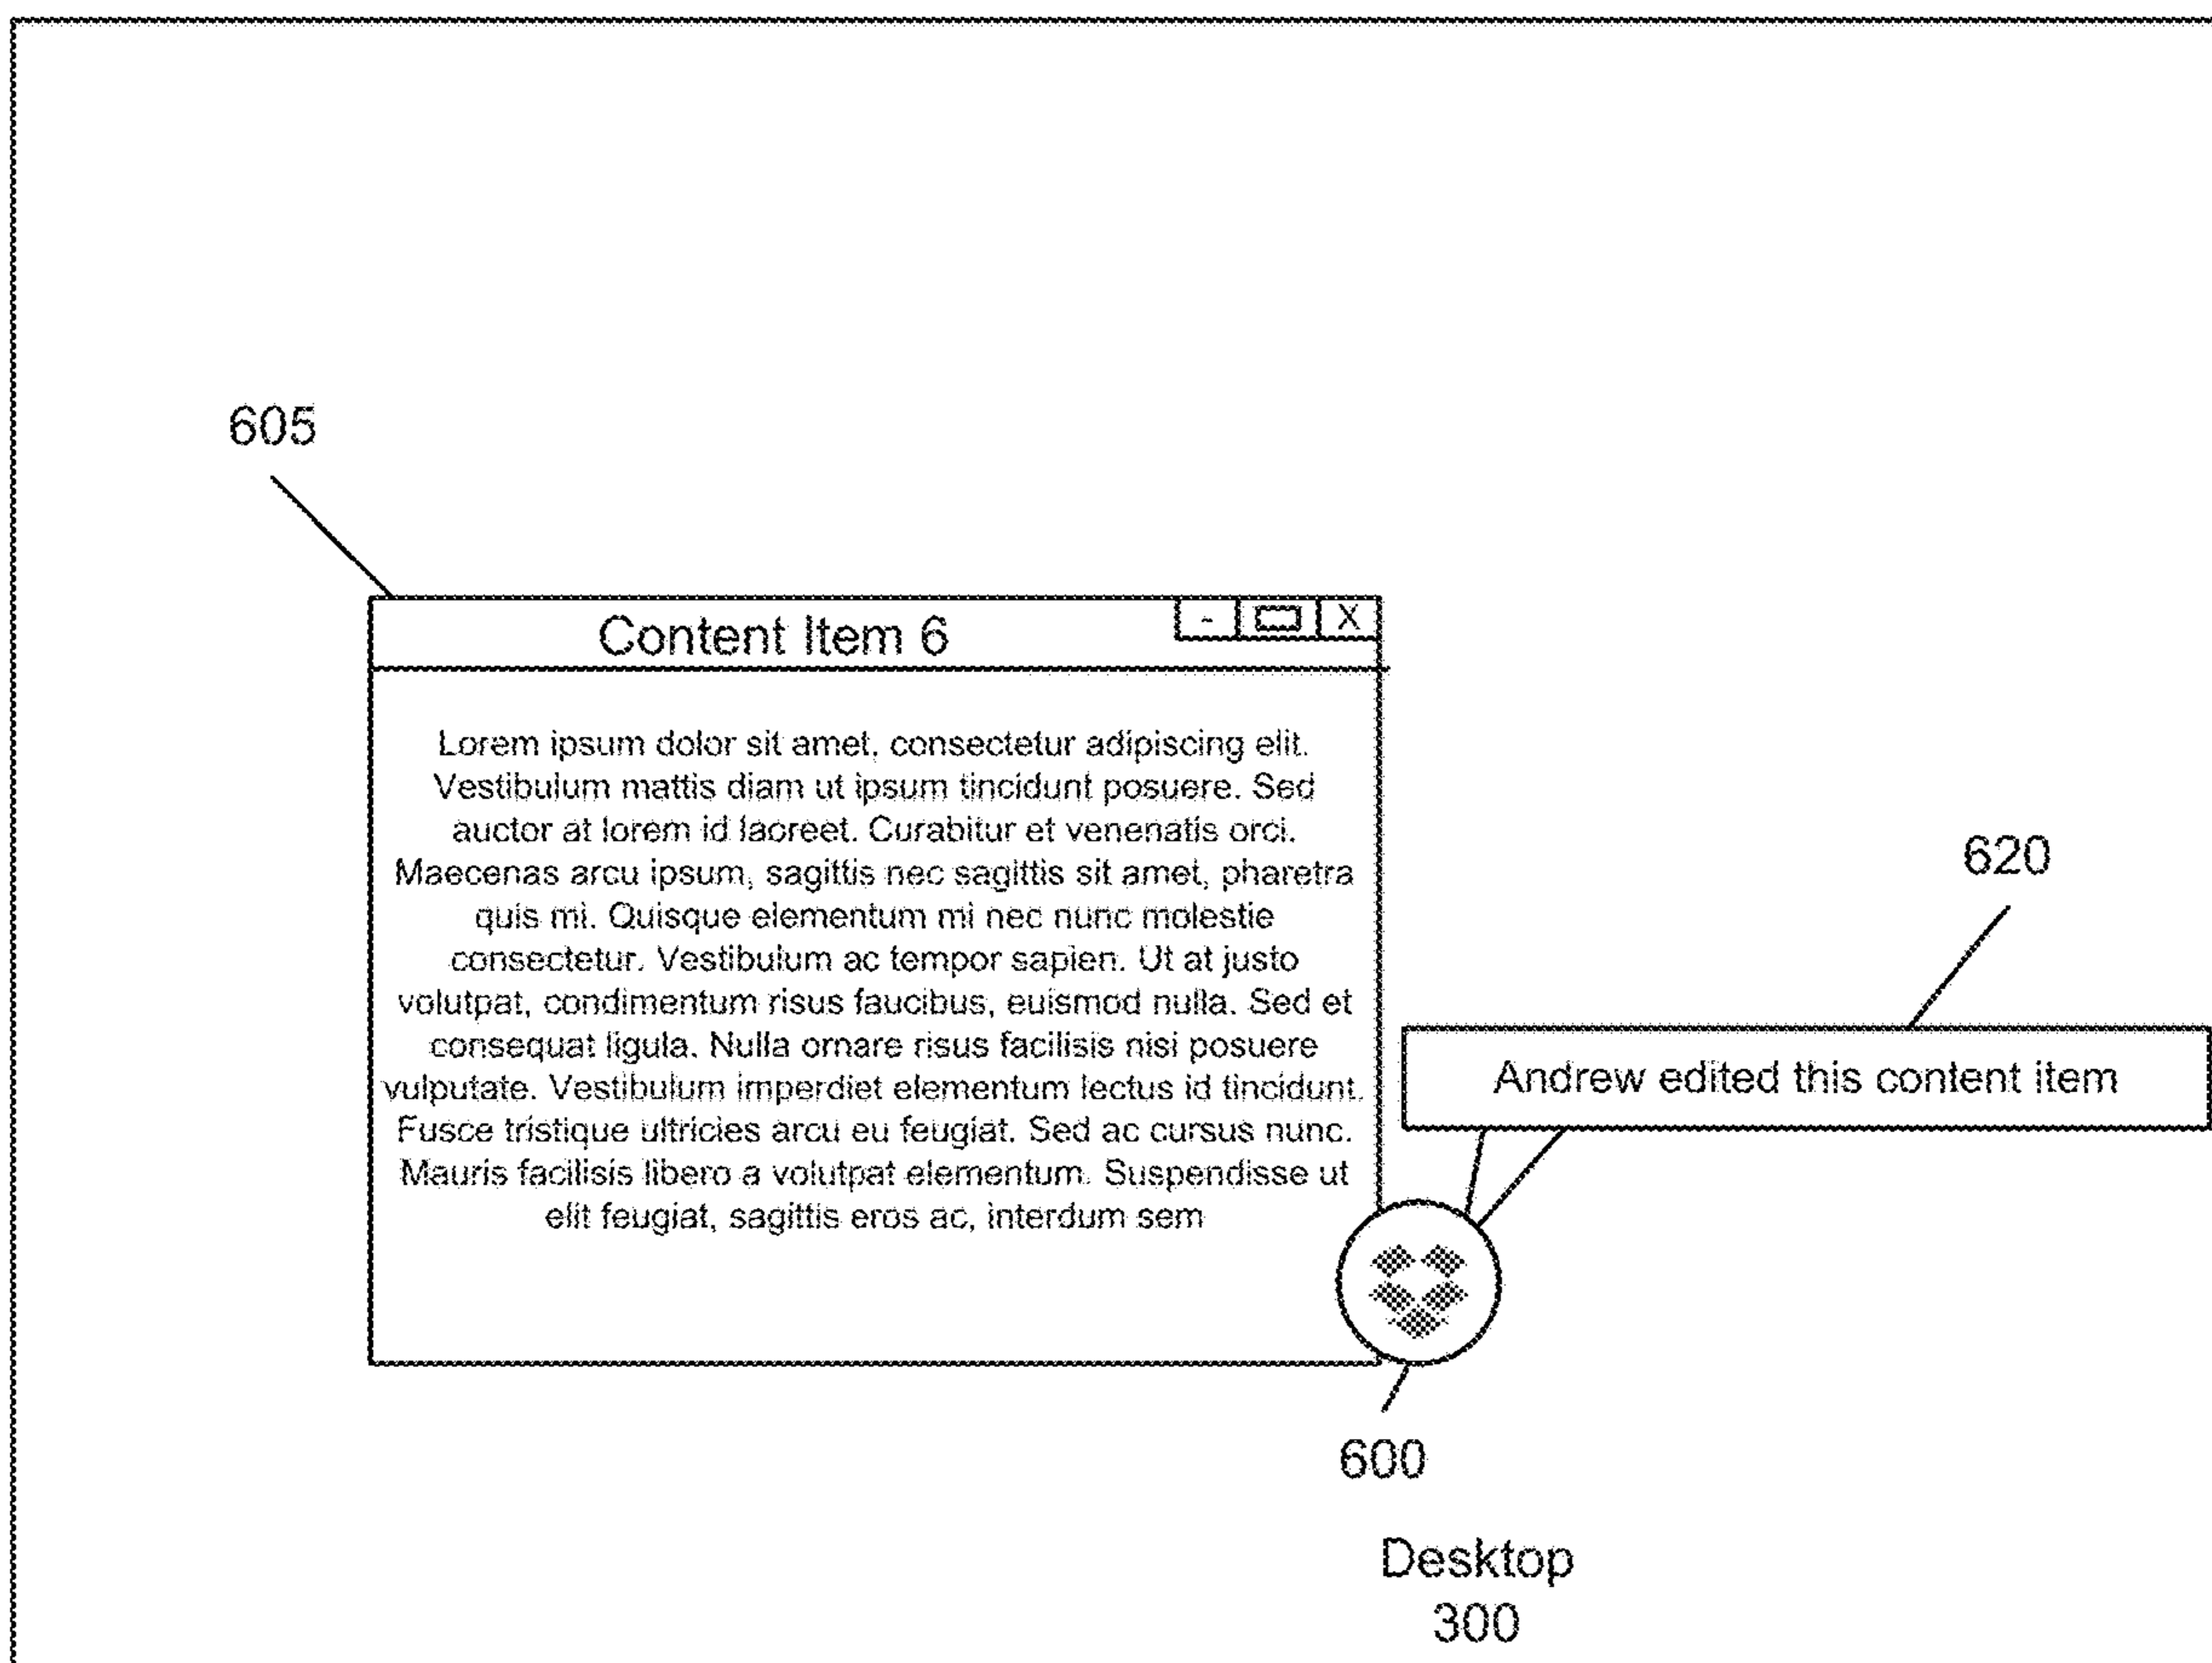 605
Content Item 6
- X
Lorem ipsum dolor sit amet, consectetur adipiscing elit.
Vestibulum mattis diam ut ipsum tincidunt posuere. Sed
auctor at lorem id laoreet. Curabitur et venenatis orci.
Maecenas arcu ipsum, sagittis nec sagittis sit amet, pharetra
quis mi. Quisque elementum mi nec nunc molestie
consectetur. Vestibulum ac tempor sapien. Ut at justo
volutpat, condimentum risus faucibus, euismod nulla. Sed et
consequat ligula. Nulla ornare risus facilisis nisi posuere
vulputate. Vestibulum imperdiet elementum lectus id tincidunt.
Fusce tristique ultricies arcu eu feugiat. Sed ac cursus nunc.
Mauris facilisis libero a volutpat elementum. Suspendisse ut
elit feugiat, sagittis eros ac, interdum sem
620
Andrew edited this content item
600
Desktop
300